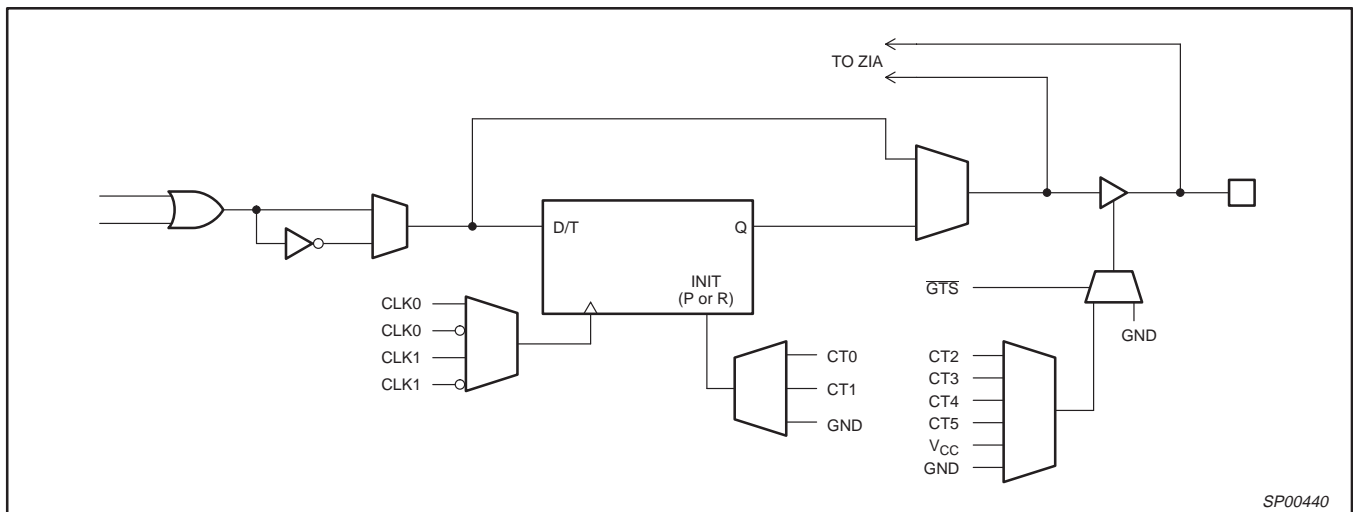 TO ZIA
D/T
Q
INIT
(P or R)
CLK0
CLK0
CLK1
CLK1
CT0
CT1
GND
GTS
GND
CT2
CT3
CT4
CT5
VCC
GND
SP00440